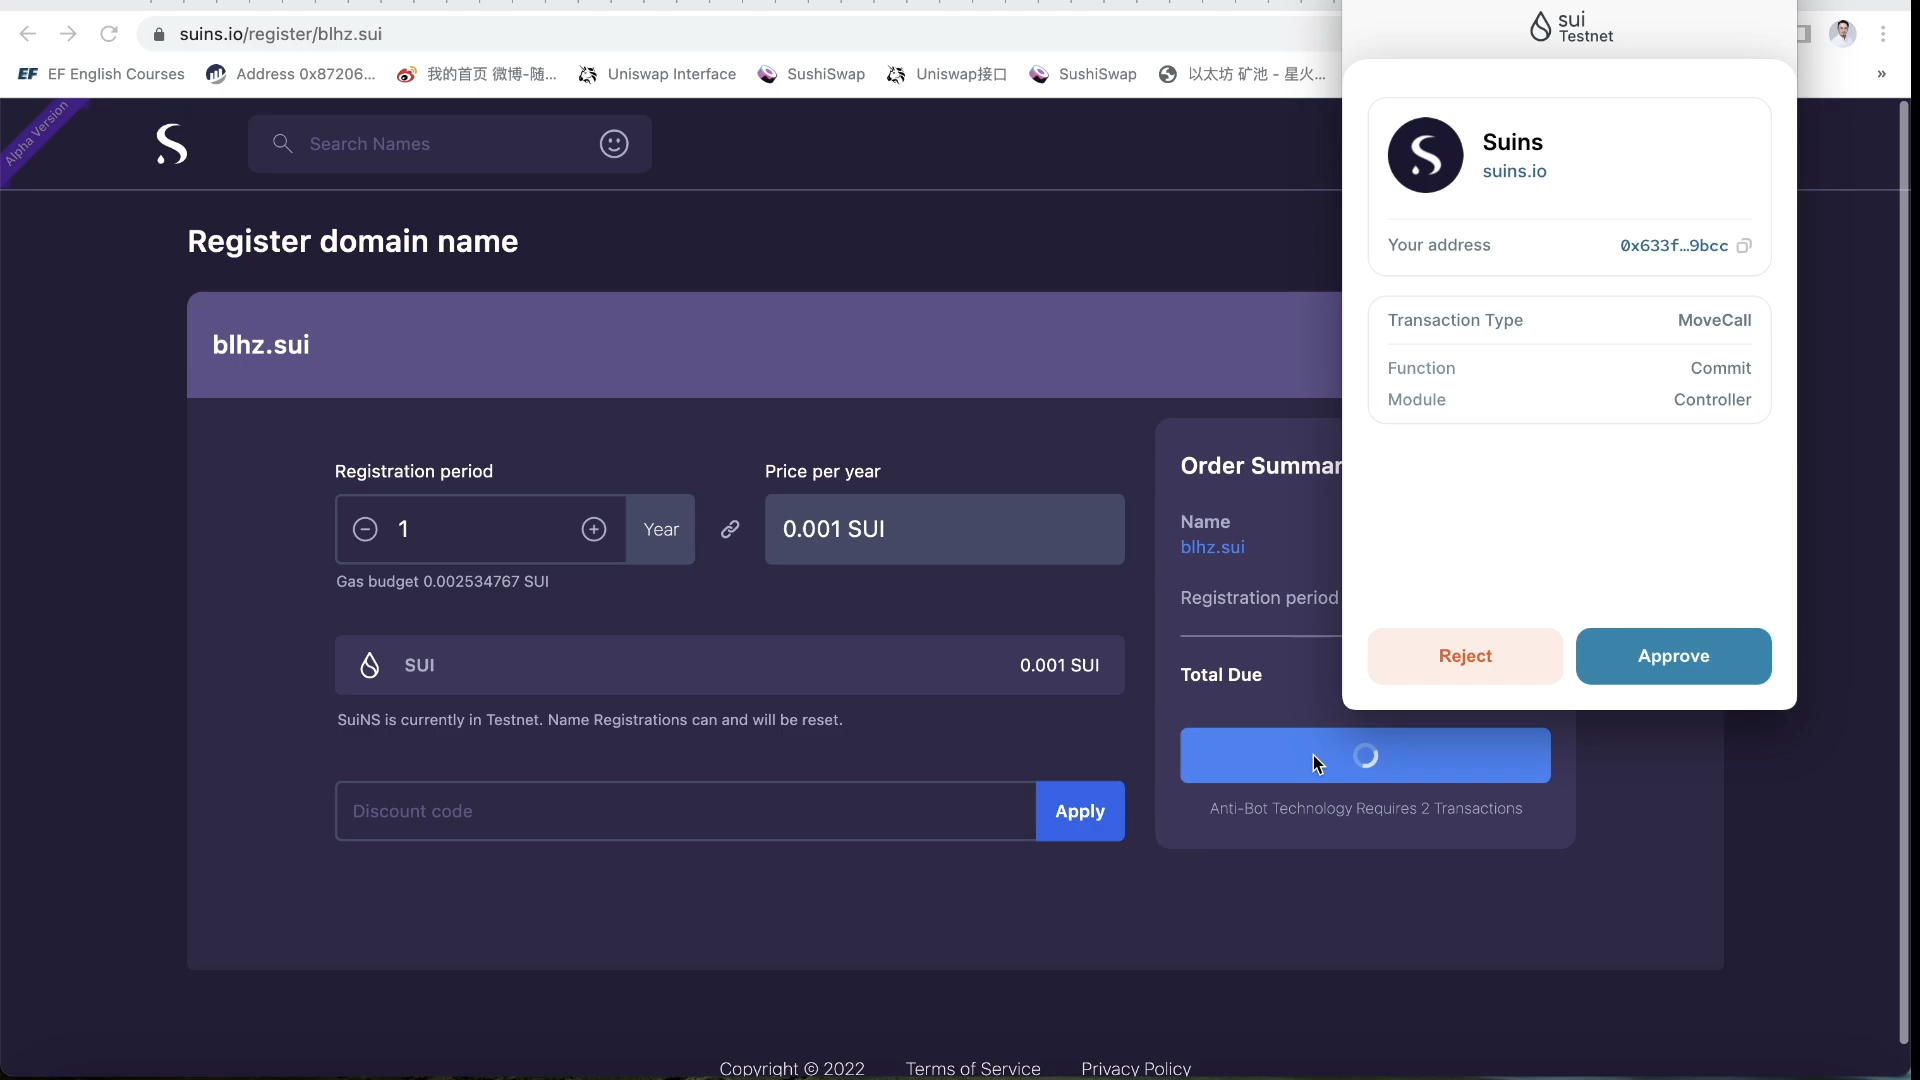 suins.io/register/blhz.sui
EF EF English Courses
Address 0x87206...
我的首页 微博-随...
Uniswap Interface
SushiSwap
Uniswap接口
SushiSwap
以太坊 矿池 - 星火...
»
Alpha Version
Search Names
Register domain name
blhz.sui
Registration period
1
Year
Gas budget 0.002534767 SUI
Price per year
0.001 SUI
SUI
0.001 SUI
SuiNS is currently in Testnet. Name Registrations can and will be reset.
Discount code
Apply
Order Summar
Name
blhz.sui
Registration period
Total Due
Anti-Bot Technology Requires 2 Transactions
sui
Testnet
Suins
suins.io
Your address
0x633f…9bcc
Transaction Type
MoveCall
Function
Commit
Module
Controller
Reject
Approve
Copyright © 2022
Terms of Service
Privacy Policy